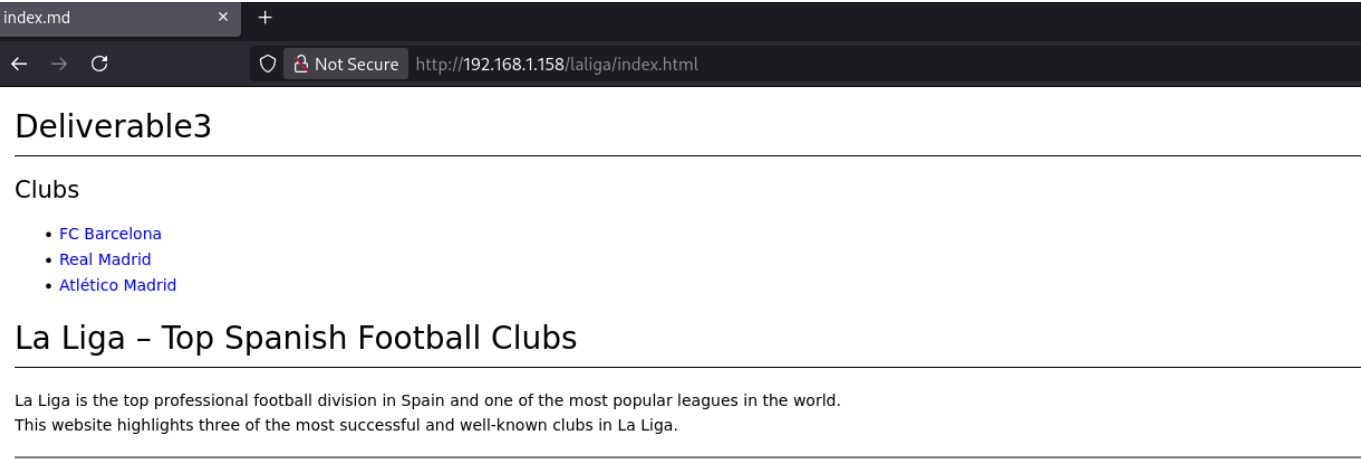 index.md
Not Secure http://192.168.1.158/laliga/index.html
Deliverable3
Clubs
FC Barcelona
Real Madrid
Atlético Madrid
La Liga – Top Spanish Football Clubs
La Liga is the top professional football division in Spain and one of the most popular leagues in the world.
This website highlights three of the most successful and well-known clubs in La Liga.